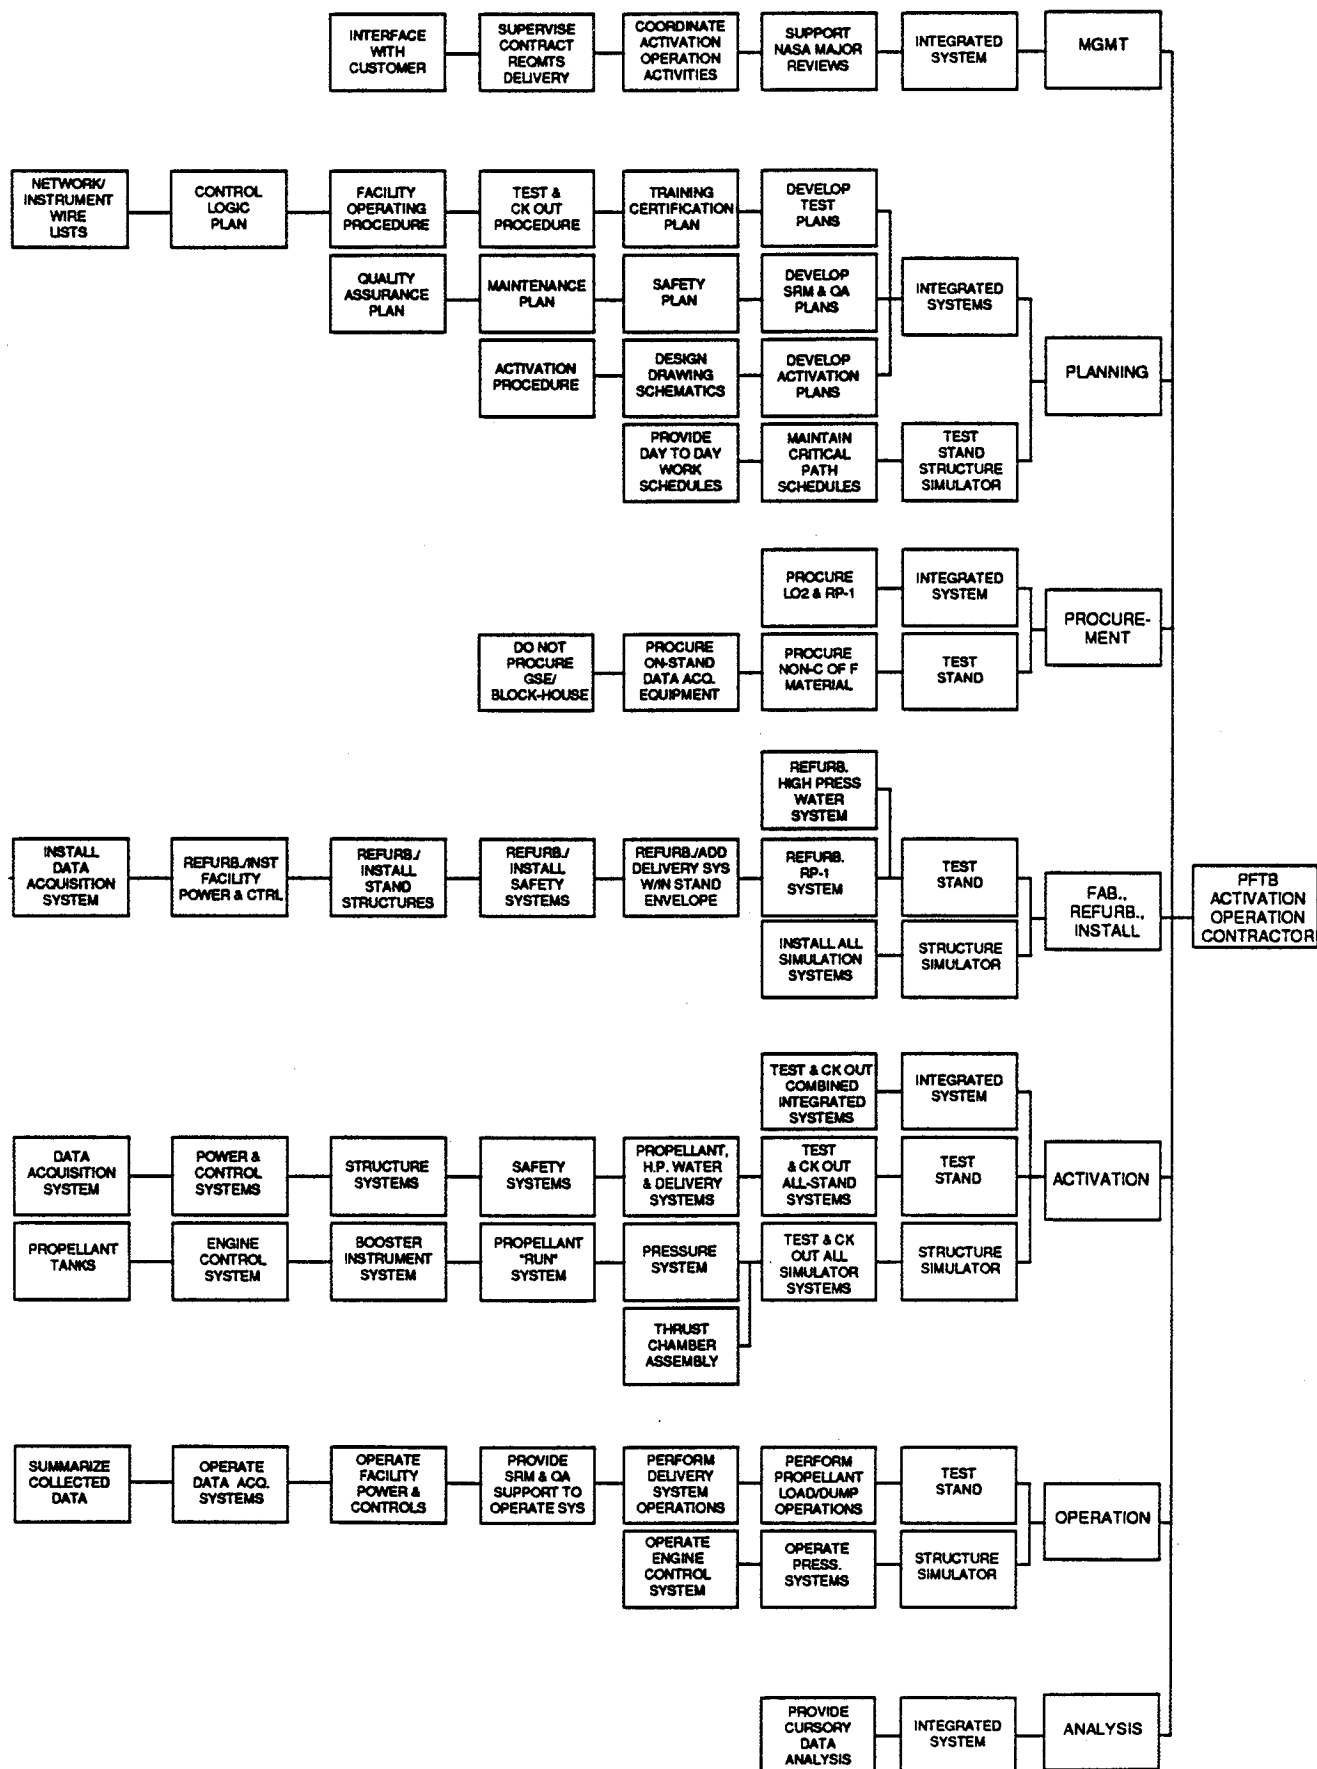 INTERFACE
WITH
CUSTOMER
SUPERVISE
CONTRACT
REQMTS
DELIVERY
COORDINATE
ACTIVATION
OPERATION
ACTIVITIES
SUPPORT
NASA MAJOR
REVIEWS
INTEGRATED
SYSTEM
MGMT
NETWORK/
INSTRUMENT
WIRE
LISTS
CONTROL
LOGIC
PLAN
FACILITY
OPERATING
PROCEDURE
TEST &
CK OUT
PROCEDURE
TRAINING
CERTIFICATION
PLAN
DEVELOP
TEST
PLANS
QUALITY
ASSURANCE
PLAN
MAINTENANCE
PLAN
SAFETY
PLAN
DEVELOP
SRM & QA
PLANS
INTEGRATED
SYSTEMS
ACTIVATION
PROCEDURE
DESIGN
DRAWING
SCHEMATICS
DEVELOP
ACTIVATION
PLANS
PLANNING
PROVIDE
DAY TO DAY
WORK
SCHEDULES
MAINTAIN
CRITICAL
PATH
SCHEDULES
TEST
STAND
STRUCTURE
SIMULATOR
PROCURE
LO2 & RP-1
INTEGRATED
SYSTEM
PROCURE-
MENT
DO NOT
PROCURE
GSE/
BLOCK-HOUSE
PROCURE
ON-STAND
DATA ACQ.
EQUIPMENT
PROCURE
NON-C OF F
MATERIAL
TEST
STAND
REFURB.
HIGH PRESS
WATER
SYSTEM
INSTALL
DATA
ACQUISITION
SYSTEM
REFURB./INST
FACILITY
POWER & CTRL
REFURB./
INSTALL
STAND
STRUCTURES
REFURB./
INSTALL
SAFETY
SYSTEMS
REFURB./ADD
DELIVERY SYS
W/IN STAND
ENVELOPE
REFURB.
RP-1
SYSTEM
TEST
STAND
FAB.,
REFURB.,
INSTALL
PFTB
ACTIVATION
OPERATION
CONTRACTOR
INSTALL ALL
SIMULATION
SYSTEMS
STRUCTURE
SIMULATOR
TEST & CK OUT
COMBINED
INTEGRATED
SYSTEMS
INTEGRATED
SYSTEM
DATA
ACQUISITION
SYSTEM
POWER &
CONTROL
SYSTEMS
STRUCTURE
SYSTEMS
SAFETY
SYSTEMS
PROPELLANT,
H.P. WATER
& DELIVERY
SYSTEMS
TEST
& CK OUT
ALL-STAND
SYSTEMS
TEST
STAND
ACTIVATION
PROPELLANT
TANKS
ENGINE
CONTROL
SYSTEM
BOOSTER
INSTRUMENT
SYSTEM
PROPELLANT
"RUN"
SYSTEM
PRESSURE
SYSTEM
TEST & CK
OUT ALL
SIMULATOR
SYSTEMS
STRUCTURE
SIMULATOR
THRUST
CHAMBER
ASSEMBLY
SUMMARIZE
COLLECTED
DATA
OPERATE
DATA ACQ.
SYSTEMS
OPERATE
FACILITY
POWER &
CONTROLS
PROVIDE
SRM & QA
SUPPORT TO
OPERATE SYS
PERFORM
DELIVERY
SYSTEM
OPERATIONS
PERFORM
PROPELLANT
LOAD/DUMP
OPERATIONS
TEST
STAND
OPERATION
OPERATE
ENGINE
CONTROL
SYSTEM
OPERATE
PRESS.
SYSTEMS
STRUCTURE
SIMULATOR
PROVIDE
CURSORY
DATA
ANALYSIS
INTEGRATED
SYSTEM
ANALYSIS